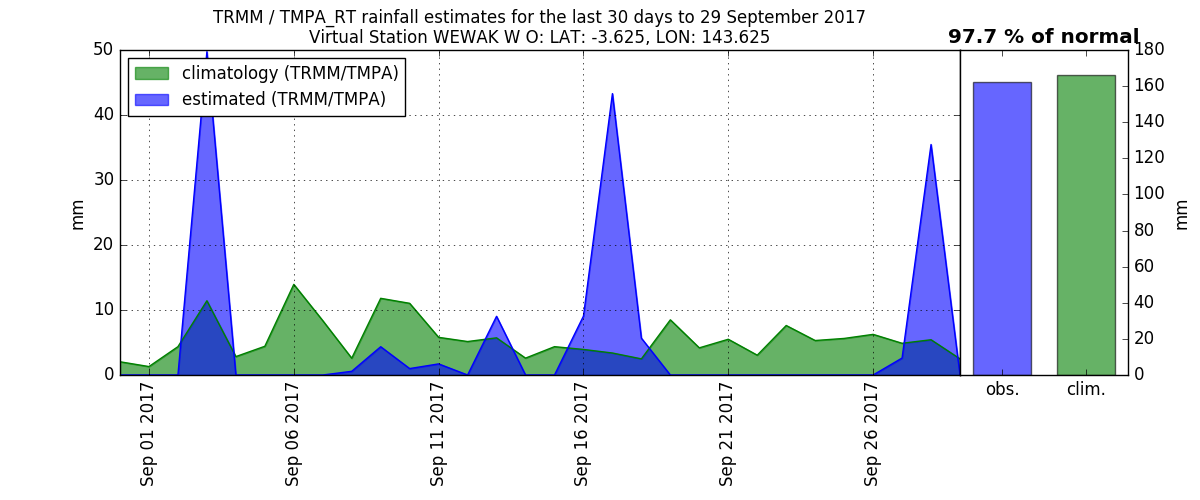 TRMM / TMPA_RT rainfall estimates for the last 30 days to 29 September 2017
Virtual Station WEWAK W O: LAT: -3.625, LON: 143.625
97.7 % of normal
climatology (TRMM/TMPA)
estimated (TRMM/TMPA)
50
40
30
20
10
0
mm
Sep 01 2017
Sep 06 2017
Sep 11 2017
Sep 16 2017
Sep 21 2017
Sep 26 2017
180
160
140
120
100
80
60
40
20
0
mm
obs.
clim.